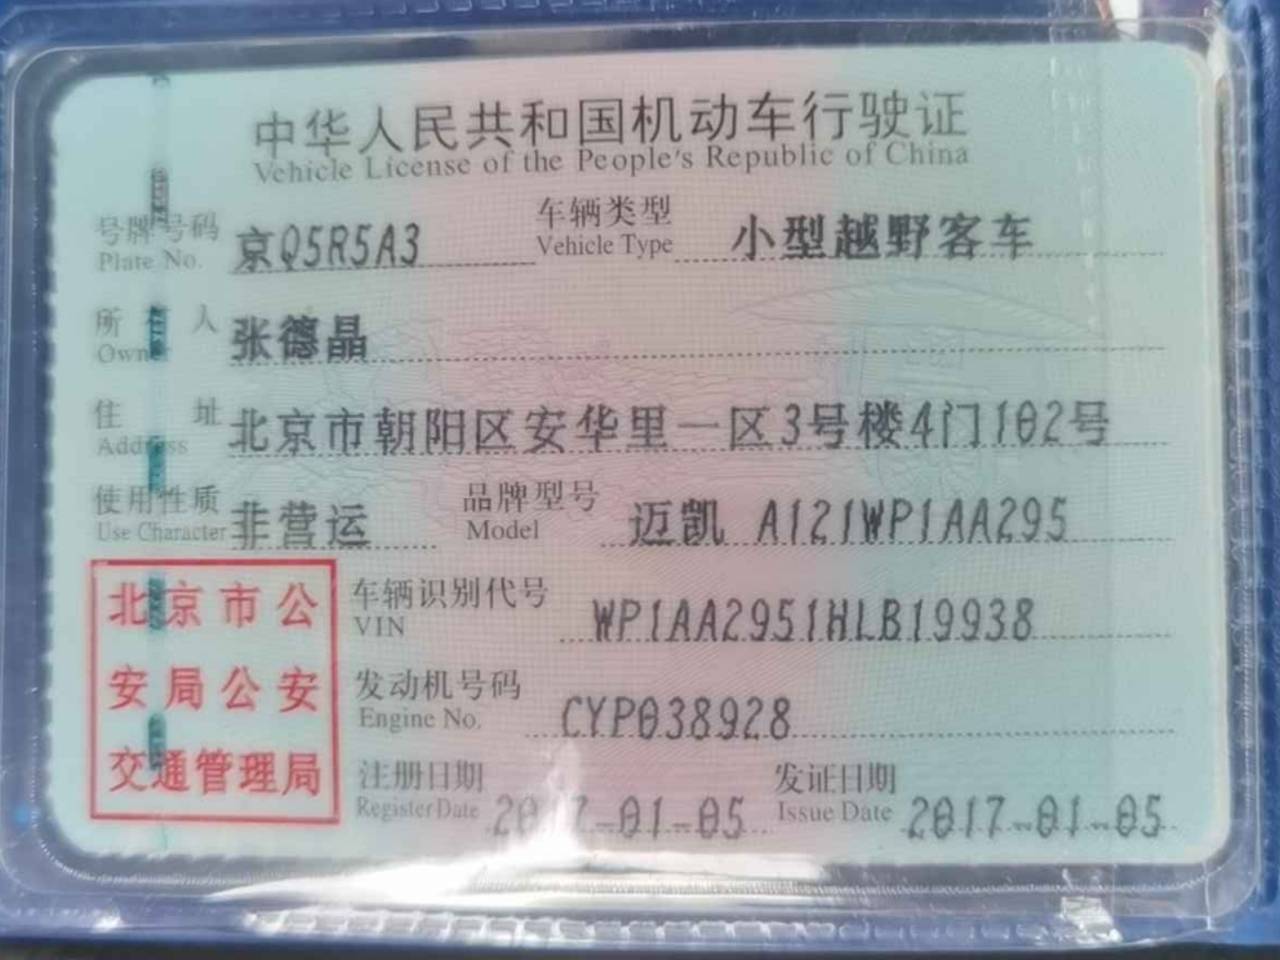 中华人民共和国机动车行驶证
Vehicle License of the People's Republic of China
号牌号码 京Q5R5A3 车辆类型 小型越野客车
Plate No. Vehicle Type
所有人 张德晶
Owner
住址 北京市朝阳区安华里一区3号楼4门102号
Address
使用性质 非营运 品牌型号 迈凯 A121WP1AA295
Use Character Model
北京市公
安局公安
交通管理局
车辆识别代号 WP1AA2951HLB19938
VIN
发动机号码 CYP038928
Engine No.
注册日期 2017-01-05 发证日期 2017-01-05
Register Date Issue Date